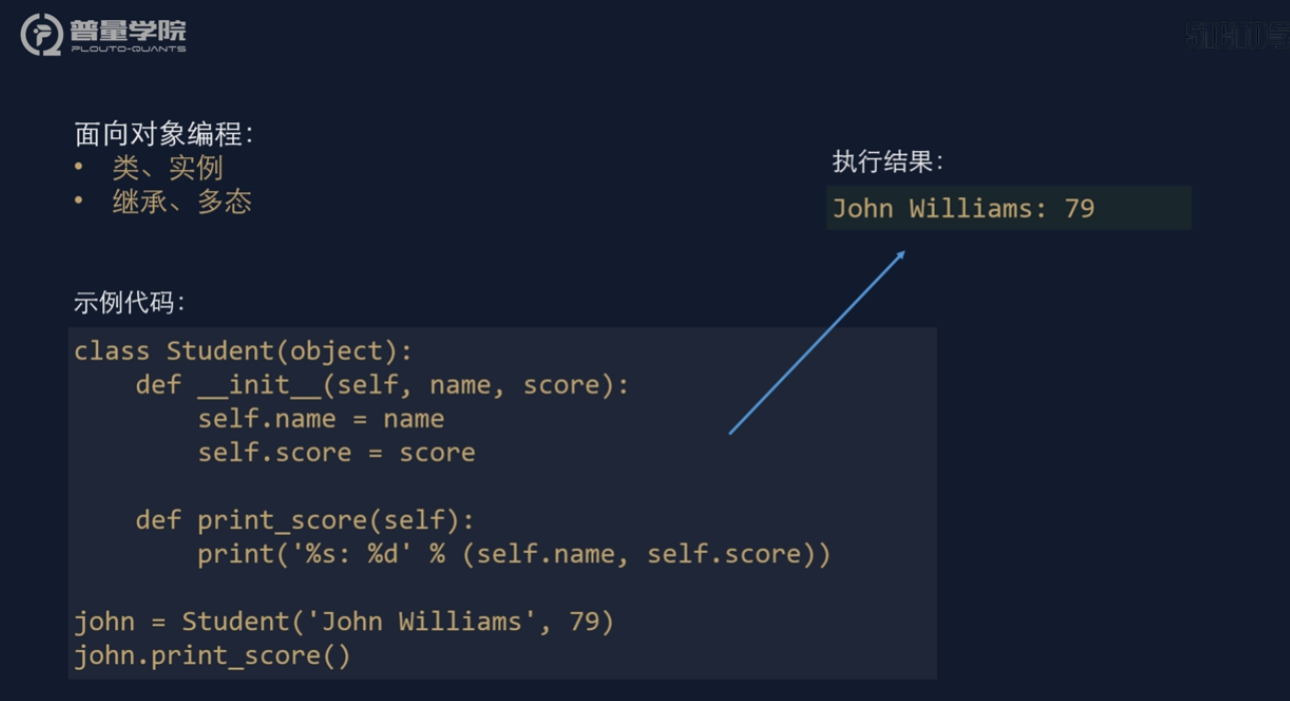 普量学院
PLOUTO-QUANTS
面向对象编程：
• 类、实例
• 继承、多态
执行结果：
John Williams: 79
示例代码：
class Student(object):
    def __init__(self, name, score):
        self.name = name
        self.score = score
    def print_score(self):
        print('%s: %d' % (self.name, self.score))
john = Student('John Williams', 79)
john.print_score()